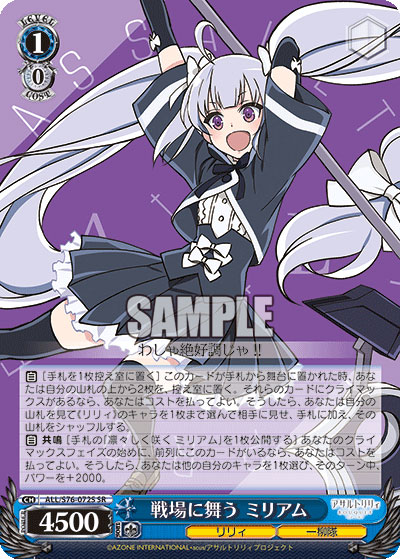 LEVEL
1
0
COST
ASSAULT
SAMPLE
わしゃ絶好調じゃ!!
自 [手札を1枚控え室に置く] このカードが手札から舞台に置かれた時、あな
たは自分の山札の上から2枚を、控え室に置く。それらのカードにクライマッ
クスがあるなら、あなたはコストを払ってよい。そうしたら、あなたは自分の
山札を見て《リリィ》のキャラを1枚まで選んで相手に見せ、手札に加え、その
山札をシャッフルする。
自 共鳴 [手札の「凛々しく咲く ミリアム」を1枚公開する] あなたのクライ
マックスフェイズの始めに、前列にこのカードがいるなら、あなたはコストを
払ってよい。そうしたら、あなたは他の自分のキャラを1枚選び、そのターン中、
パワーを+2000。
CH ALL/S76-072S SR
4500
戦場に舞う ミリアム
アサルトリリィ
リリィ
一柳隊
©AZONE INTERNATIONAL・acus/アサルトリリィプロジェクト